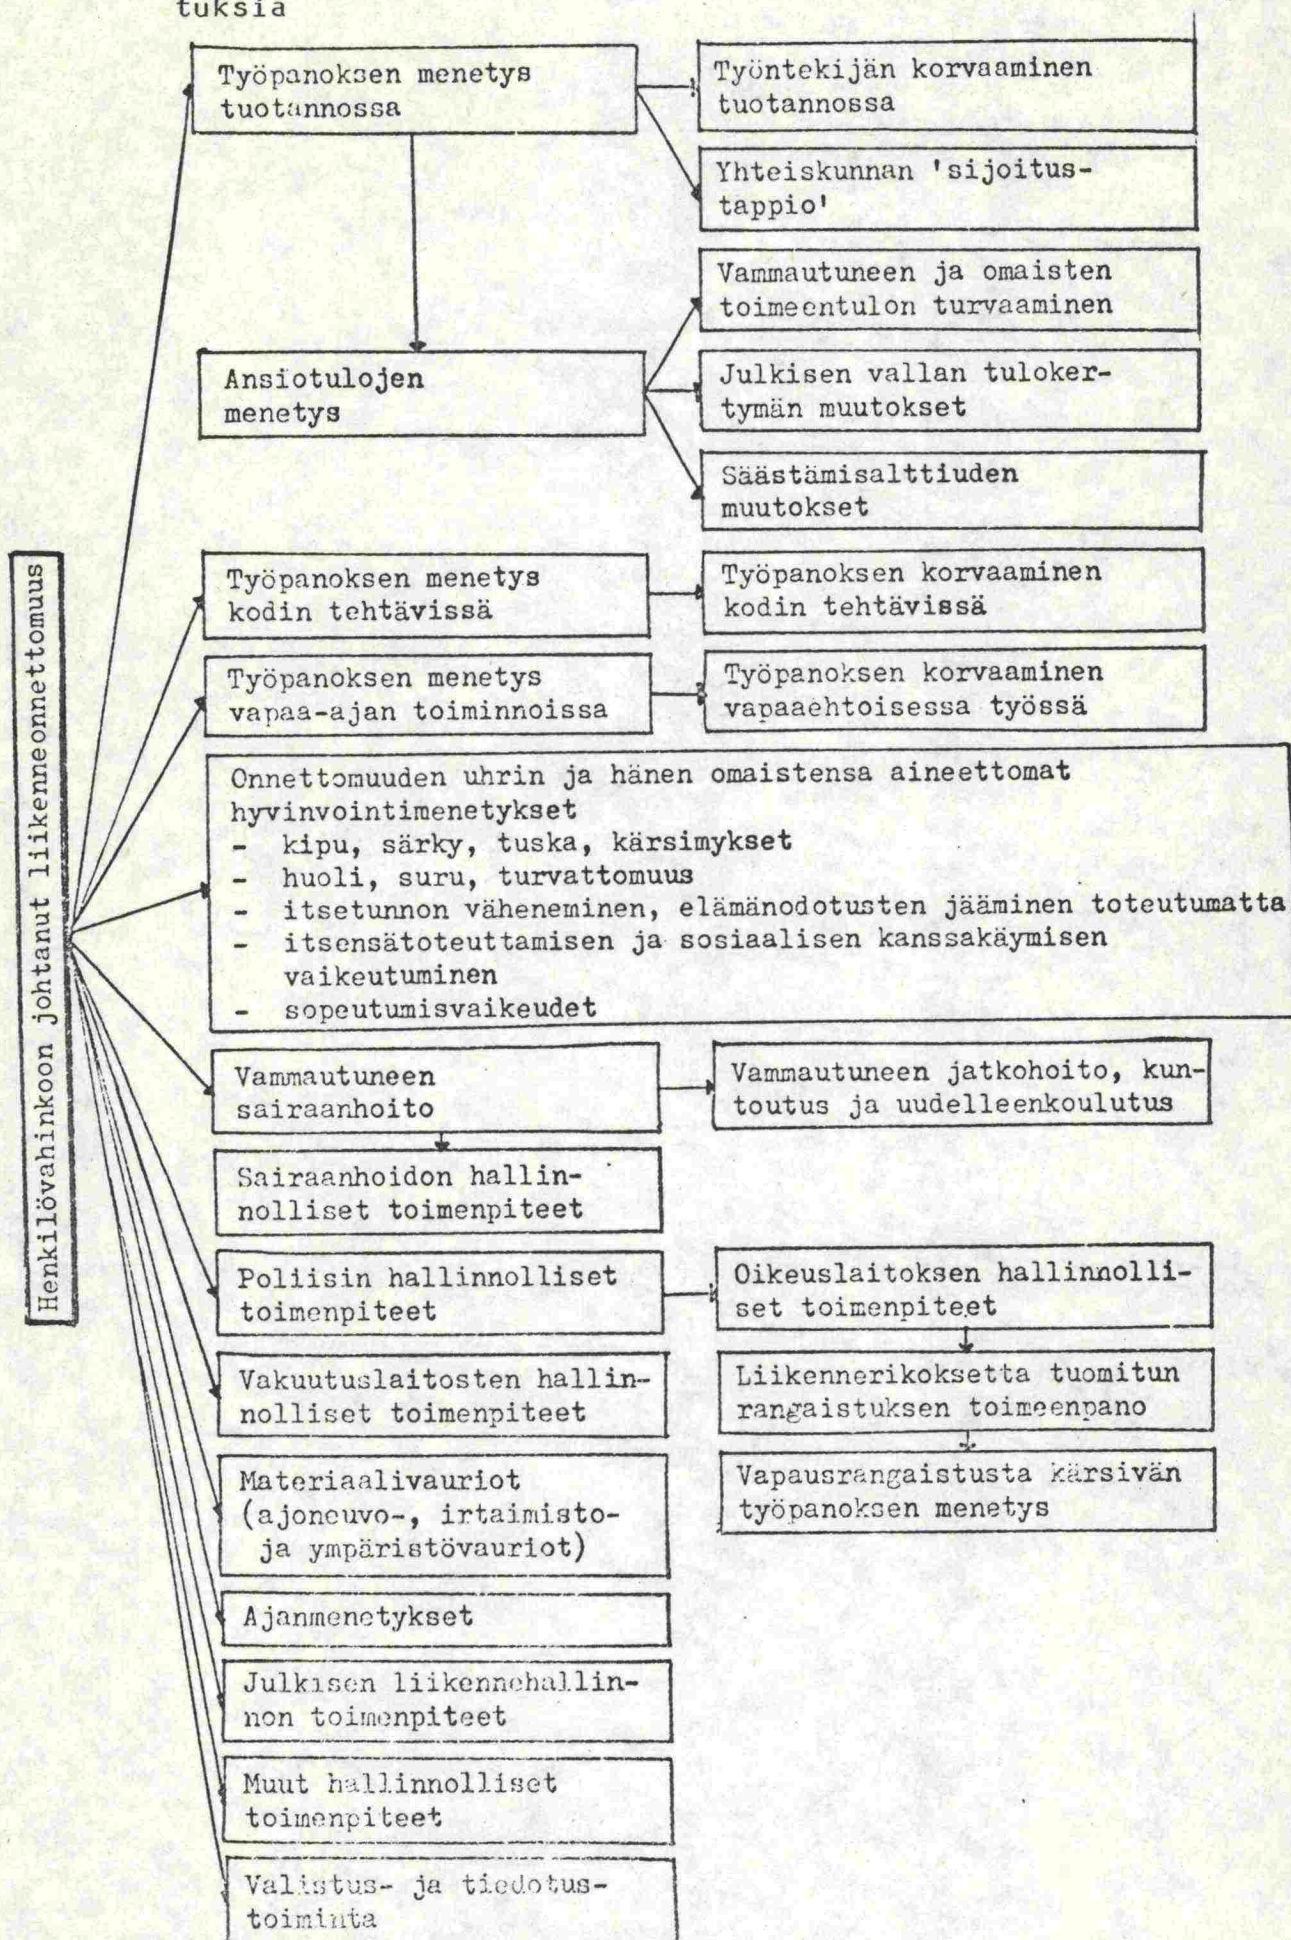 tuksia
Työpanoksen menetys
tuotannossa
Työntekijän korvaaminen
tuotannossa
Yhteiskunnan 'sijoitus-
tappio'
Ansiotulojen
menetys
Vammautuneen ja omaisten
toimeentulon turvaaminen
Julkisen vallan tuloker-
tymän muutokset
Säästämisalttiuden
muutokset
Henkilövahinkoon johtanut liikenneonnettomuus
Työpanoksen menetys
kodin tehtävissä
Työpanoksen korvaaminen
kodin tehtävissä
Työpanoksen menetys
vapaa-ajan toiminnoissa
Työpanoksen korvaaminen
vapaaehtoisessa työssä
Onnettomuuden uhrin ja hänen omaistensa aineettomat
hyvinvointimenetykset
- kipu, särky, tuska, kärsimykset
- huoli, suru, turvattomuus
- itsetunnon väheneminen, elämänodotusten jääminen toteutumatta
- itsensätoteuttamisen ja sosiaalisen kanssakäymisen
vaikeutuminen
- sopeutumisvaikeudet
Vammautuneen
sairaanhoito
Vammautuneen jatkohoito, kun-
toutus ja uudelleenkoulutus
Sairaanhoidon hallin-
nolliset toimenpiteet
Poliisin hallinnolliset
toimenpiteet
Oikeuslaitoksen hallinnolli-
set toimenpiteet
Vakuutuslaitosten hallin-
nolliset toimenpiteet
Liikennerikoksetta tuomitun
rangaistuksen toimeenpano
Materiaalivauriot
(ajoneuvo-, irtaimisto-
ja ympäristövauriot)
Vapausrangaistusta kärsivän
työpanoksen menetys
Ajanmenetykset
Julkisen liikennehallin-
non toimenpiteet
Muut hallinnolliset
toimenpiteet
Valistus- ja tiedotus-
toiminta